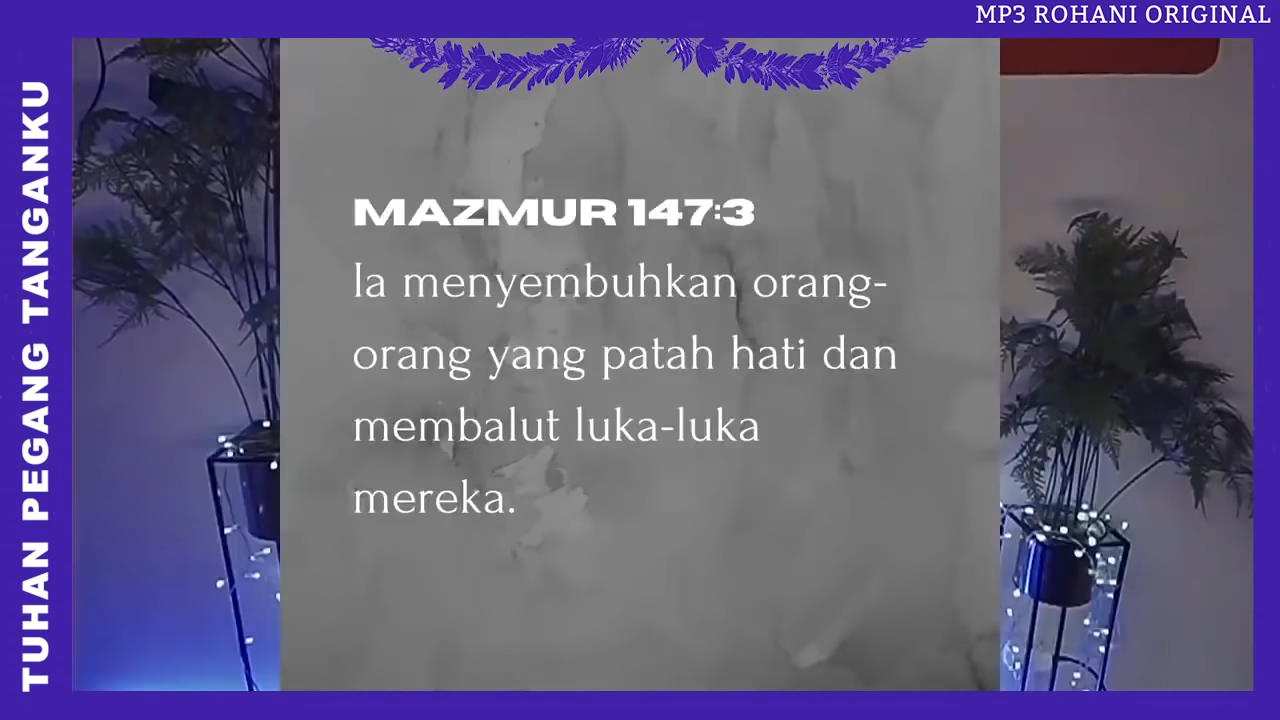 MP3 ROHANI ORIGINAL
TUHAN PEGANG TANGANKU
MAZMUR 147:3
Ia menyembuhkan orang-
orang yang patah hati dan
membalut luka-luka
mereka.